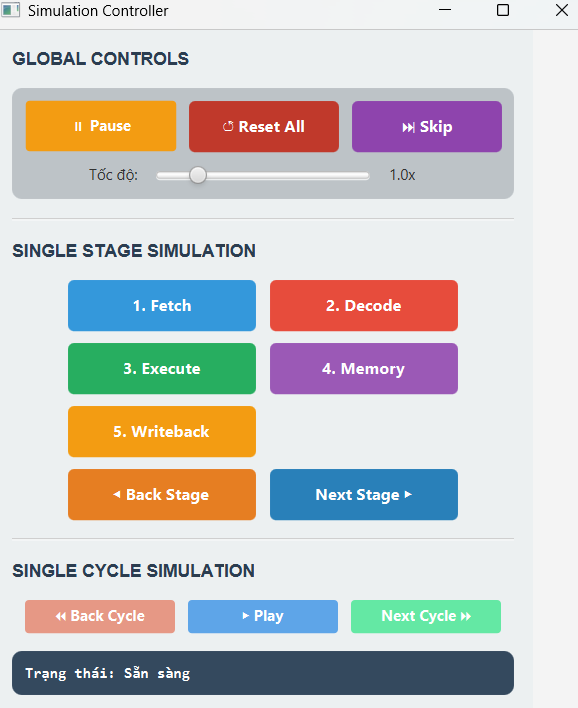 Simulation Controller
GLOBAL CONTROLS
⏸ Pause
⟲ Reset All
⏭ Skip
Tốc độ:
1.0x
SINGLE STAGE SIMULATION
1. Fetch
2. Decode
3. Execute
4. Memory
5. Writeback
◂ Back Stage
Next Stage ▸
SINGLE CYCLE SIMULATION
⏪ Back Cycle
▸ Play
Next Cycle ⏩
Trạng thái: Sẵn sàng